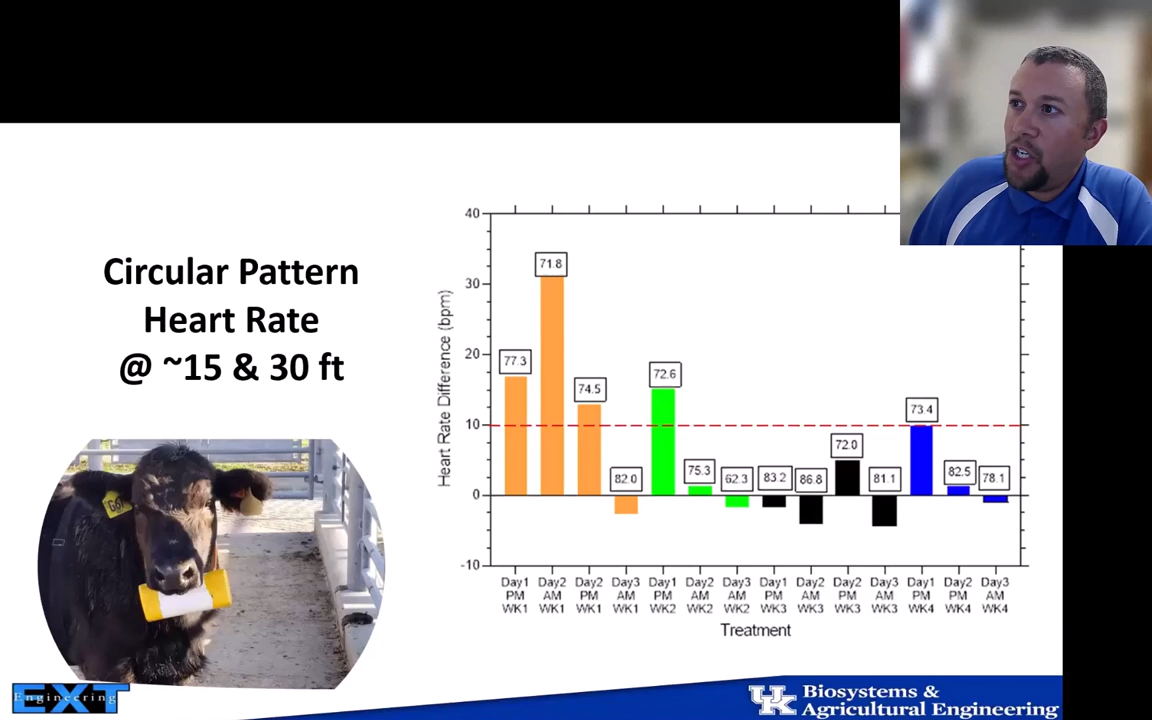 Circular Pattern
Heart Rate
@ ~15 & 30 ft
Heart Rate Difference (bpm)
40
30
20
10
0
-10
77.3
71.8
74.5
82.0
72.6
75.3
62.3
83.2
86.8
72.0
81.1
73.4
82.5
78.1
Day1 Day2 Day2 Day3 Day1 Day2 Day3 Day1 Day2 Day2 Day3 Day1 Day2 Day3
PM AM PM AM PM AM AM PM AM PM AM PM PM AM
WK1 WK1 WK1 WK1 WK2 WK2 WK2 WK3 WK3 WK3 WK3 WK4 WK4 WK4
Treatment
EXT
Engineering
UK
Biosystems &
Agricultural Engineering